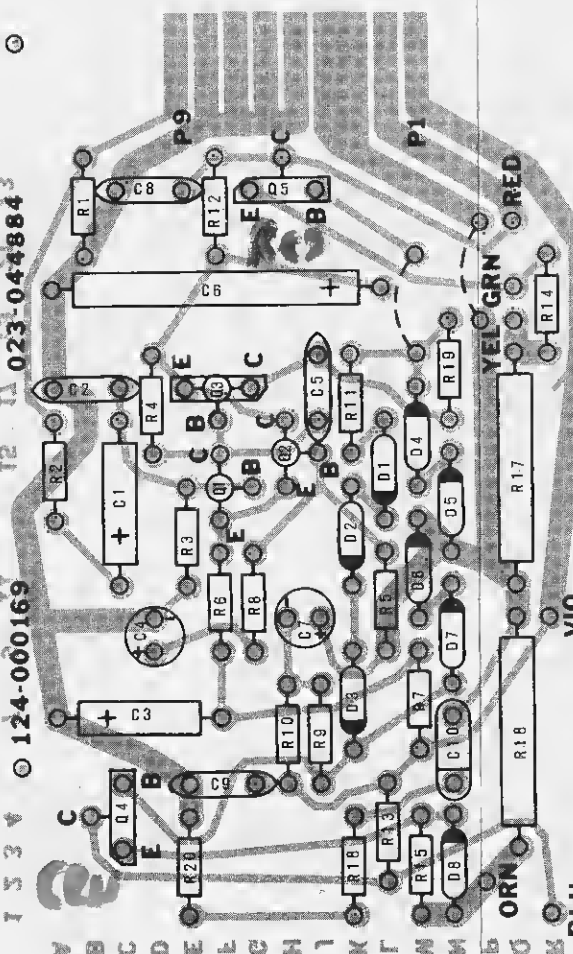 023-044884
124-000169
P9
C
P1
R1
C8
R12
E
Q5
B
RED
C6
+
GRN
YEL
R14
C2
R4
E
Q3
C
C5
R11
R19
R2
B
C
D4
C1
+
C
Q1
B
Q2
B
D1
R17
R3
E
E
D2
D5
R6
R8
C7
+
R5
D6
C4
+
D7
VIO
C3
+
R10
R9
D3
R7
C10
R18
C
Q4
B
E
C9
R20
R13
R15
D8
ORN